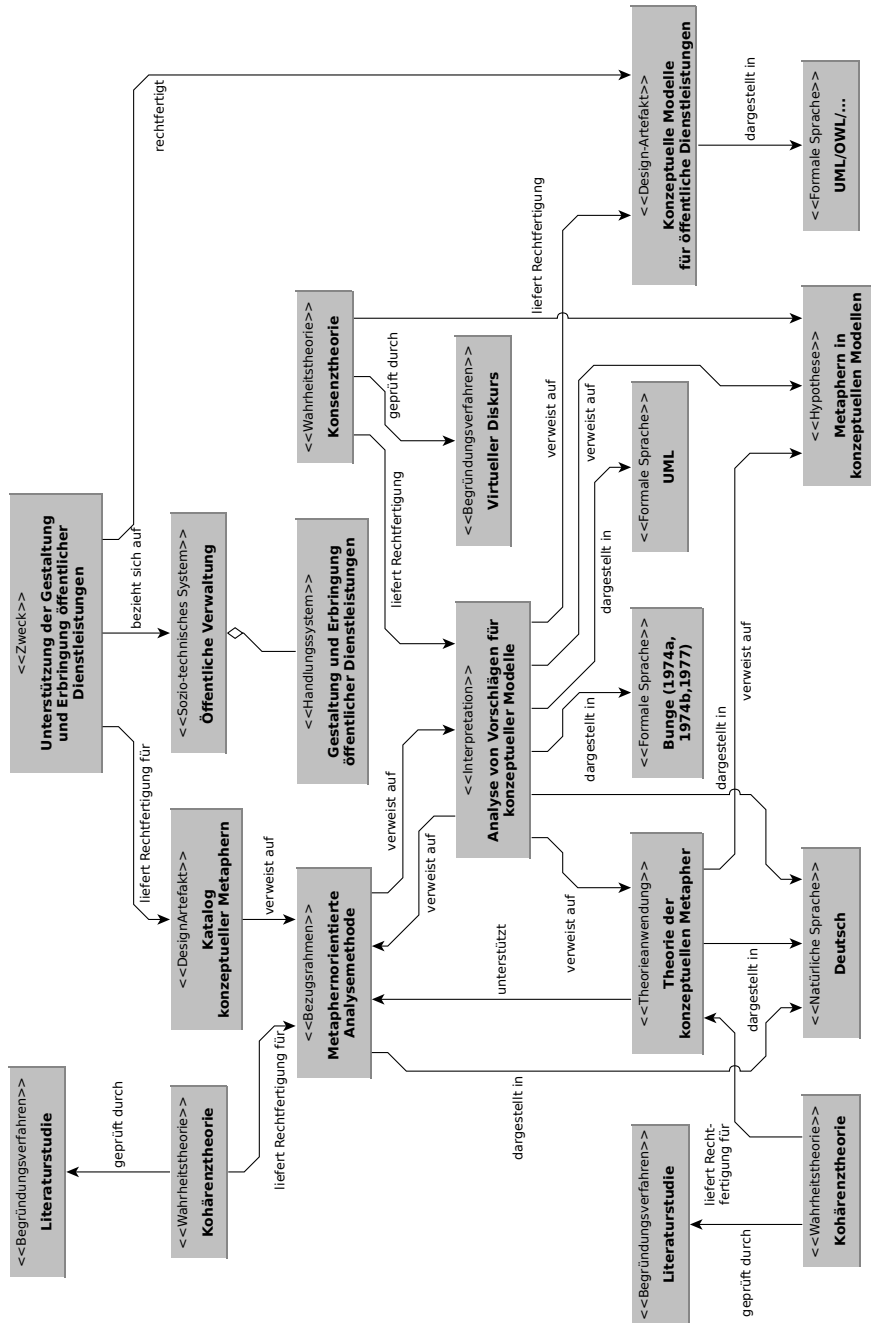 <<Begründungsverfahren>>
Literaturstudie
geprüft durch
<<Wahrheitstheorie>>
Kohärenztheorie
liefert Rechtfertigung für
<<Zweck>>
Unterstützung der Gestaltung
und Erbringung öffentlicher
Dienstleistungen
liefert Rechtfertigung für
bezieht sich auf
rechtfertigt
<<DesignArtefakt>>
Katalog
konzeptueller Metaphern
verweist auf
<<Sozio-technisches System>>
Öffentliche Verwaltung
<<Handlungssystem>>
Gestaltung und Erbringung
öffentlicher Dienstleistungen
<<Wahrheitstheorie>>
Konsenztheorie
geprüft durch
liefert Rechtfertigung
liefert Rechtfertigung
<<Begründungsverfahren>>
Virtueller Diskurs
<<Bezugsrahmen>>
Metaphernorientierte
Analysemethode
verweist auf
verweist auf
dargestellt in
unterstützt
<<Interpretation>>
Analyse von Vorschlägen für
konzeptueller Modelle
verweist auf
dargestellt in
dargestellt in
dargestellt in
verweist auf
verweist auf
<<Begründungsverfahren>>
Literaturstudie
geprüft durch
liefert Recht-
fertigung für
<<Wahrheitstheorie>>
Kohärenztheorie
<<Theorieanwendung>>
Theorie der
konzeptuellen Metapher
dargestellt in
verweist auf
<<Formale Sprache>>
Bunge (1974a,
1974b,1977)
<<Formale Sprache>>
UML
<<Design-Artefakt>>
Konzeptuelle Modelle
für öffentliche Dienstleistungen
dargestellt in
<<Natürliche Sprache>>
Deutsch
<<Hypothese>>
Metaphern in
konzeptuellen Modellen
<<Formale Sprache>>
UML/OWL/...